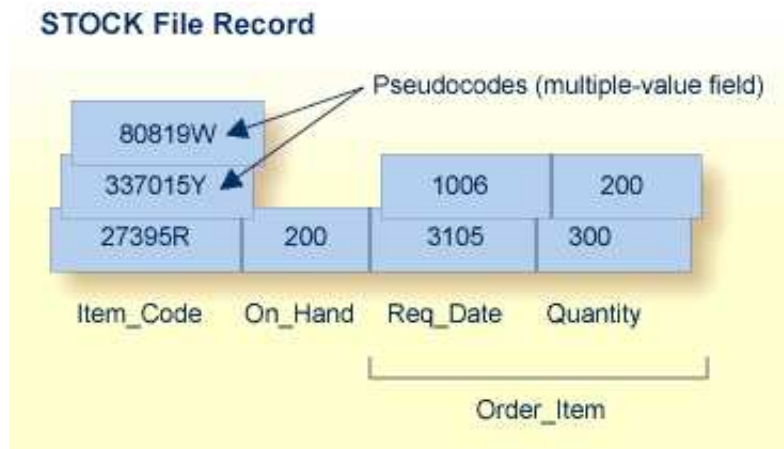 STOCK File Record
Pseudocodes (multiple-value field)
80819W
337015Y 1006 200
27395R 200 3105 300
Item_Code On_Hand Req_Date Quantity
Order_Item